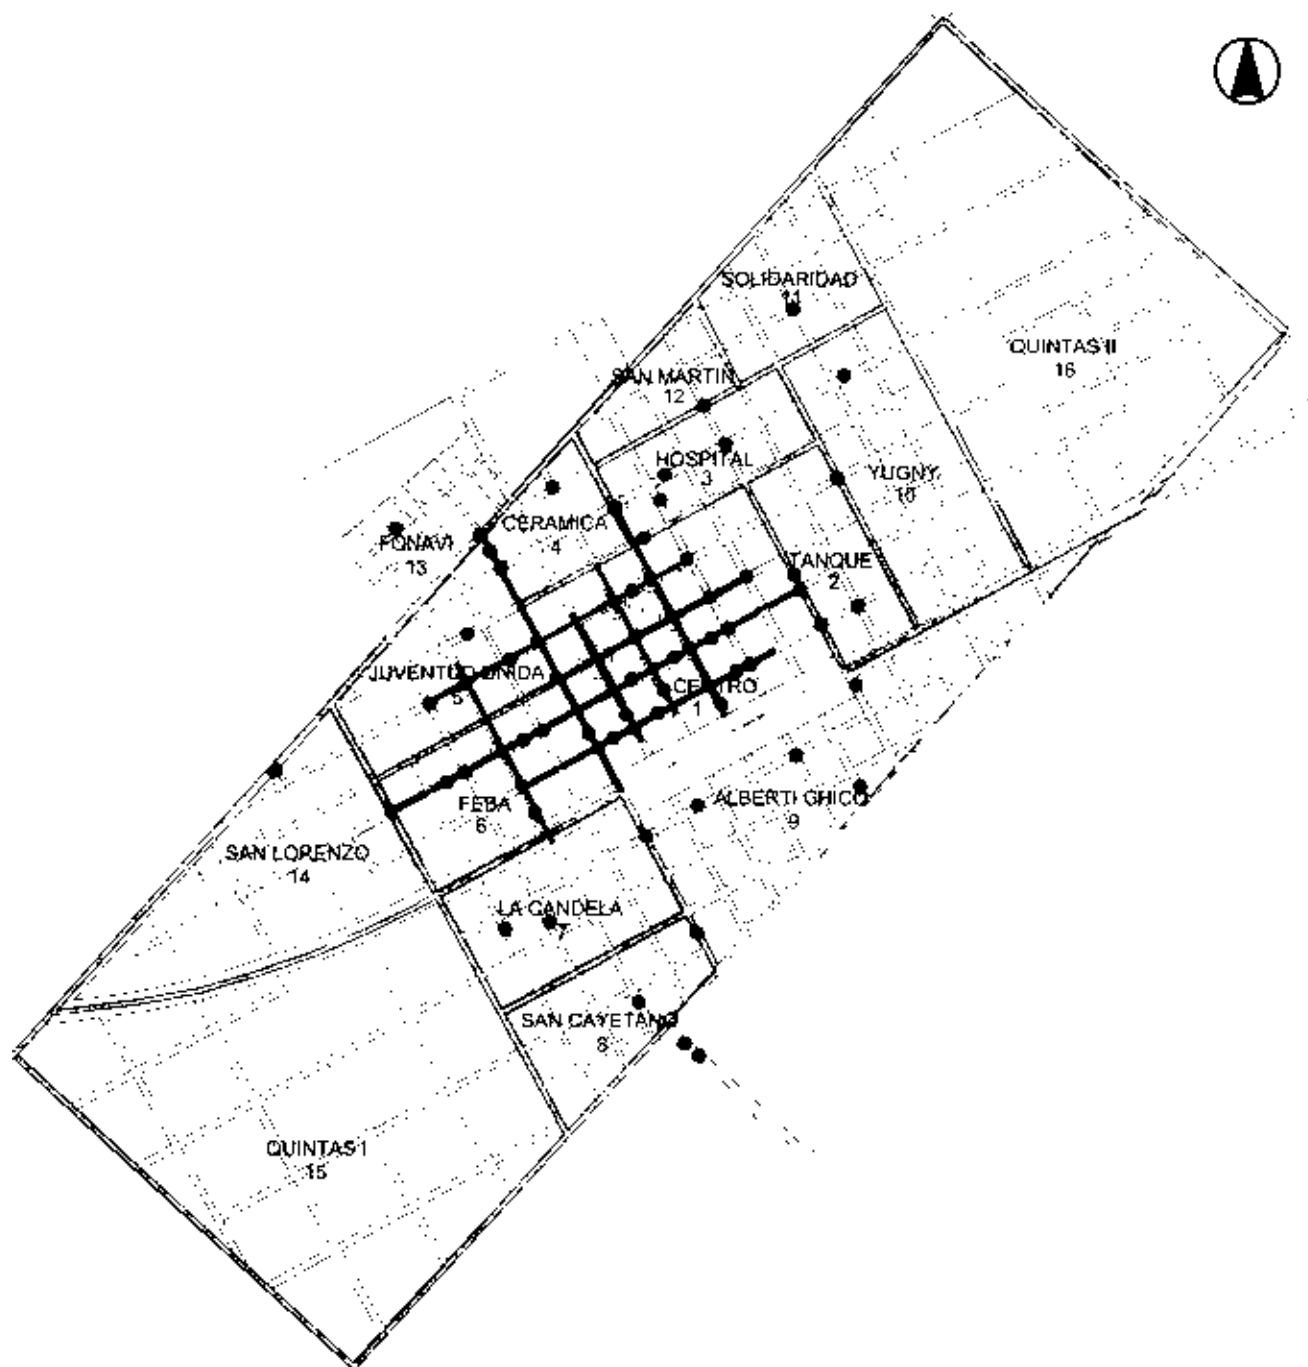 SOLIDARIDAD
11
QUINTAS II
16
SAN MARTIN
12
HOSPITAL
3
YUGNY
10
CERAMICA
4
FONAVI
13
TANQUE
2
JUVENTUD UNIDA
5
CENTRO
1
FEBA
6
ALBERTI GHICO
9
SAN LORENZO
14
LA CANDELA
7
SAN CAYETANO
8
QUINTAS I
15